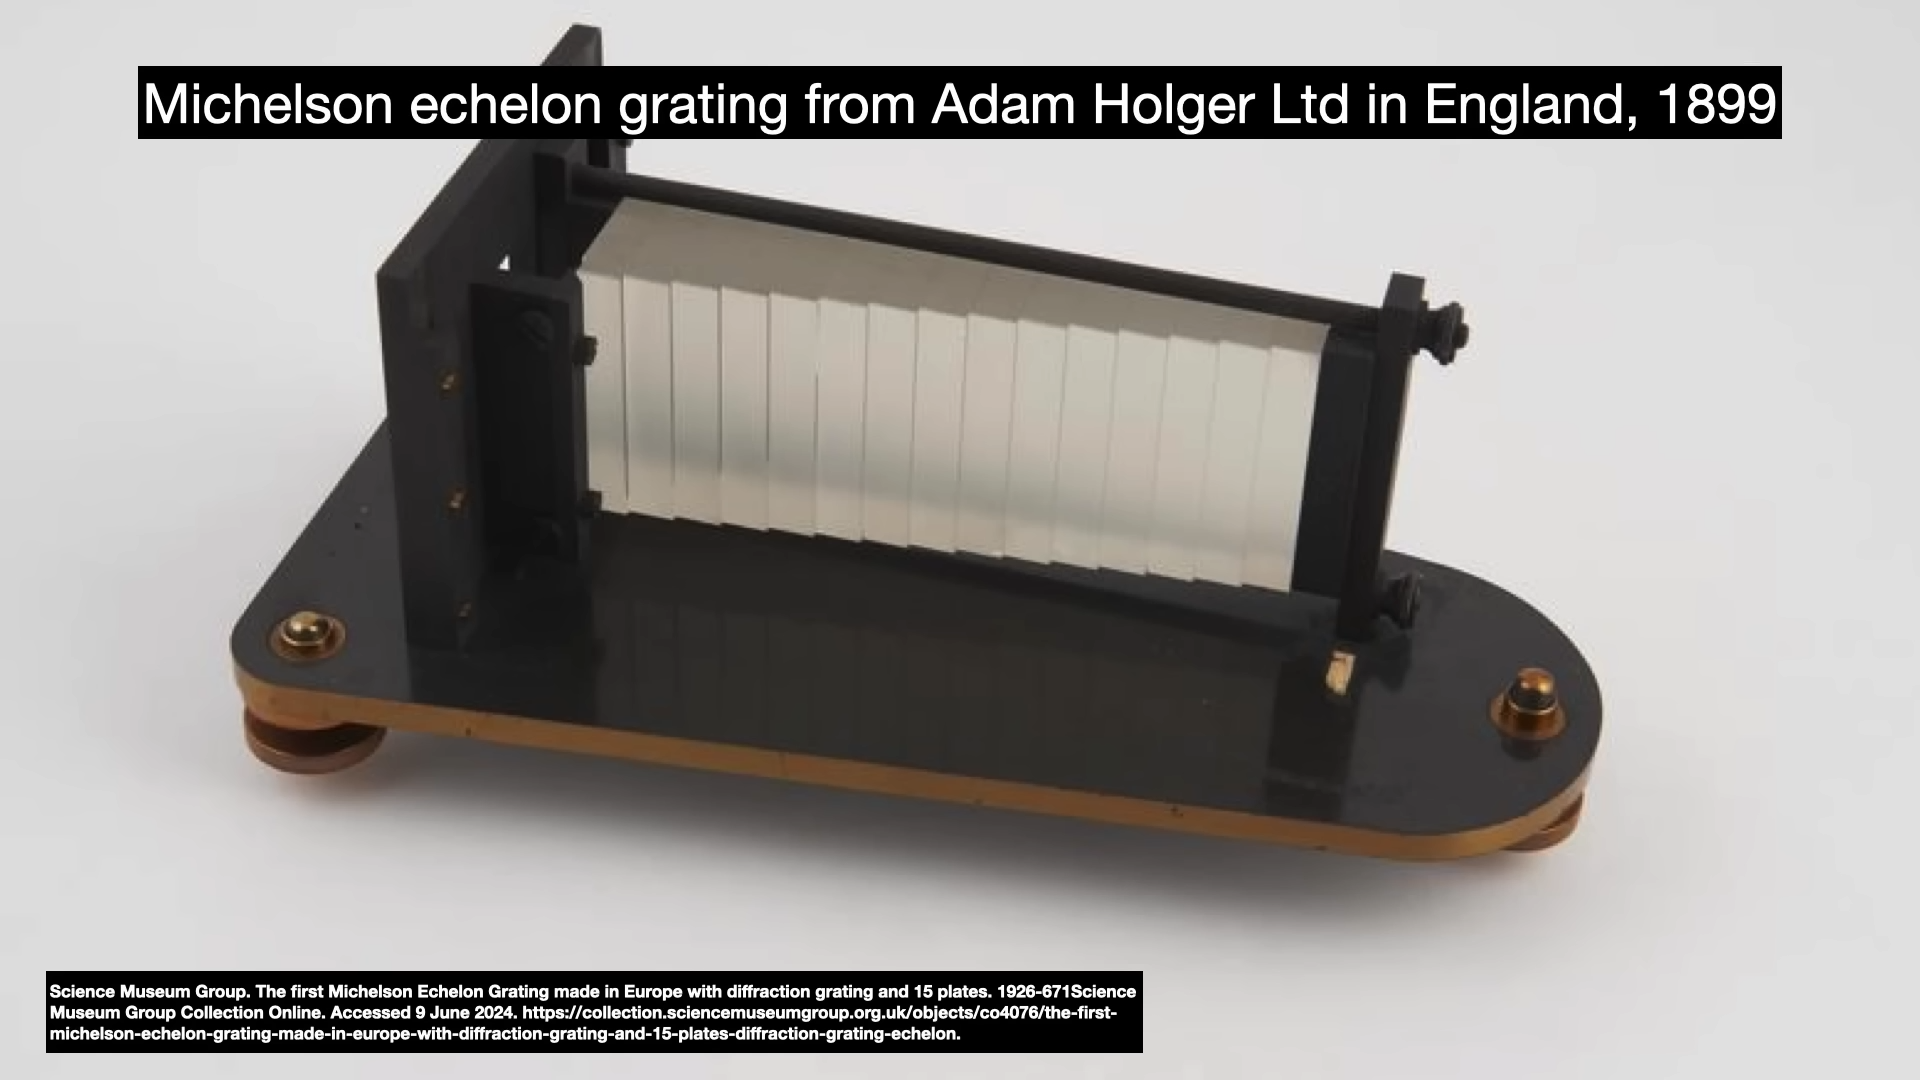 Michelson echelon grating from Adam Holger Ltd in England, 1899
Science Museum Group. The first Michelson Echelon Grating made in Europe with diffraction grating and 15 plates. 1926-671Science
Museum Group Collection Online. Accessed 9 June 2024. https://collection.sciencemuseumgroup.org.uk/objects/co4076/the-first-
michelson-echelon-grating-made-in-europe-with-diffraction-grating-and-15-plates-diffraction-grating-echelon.